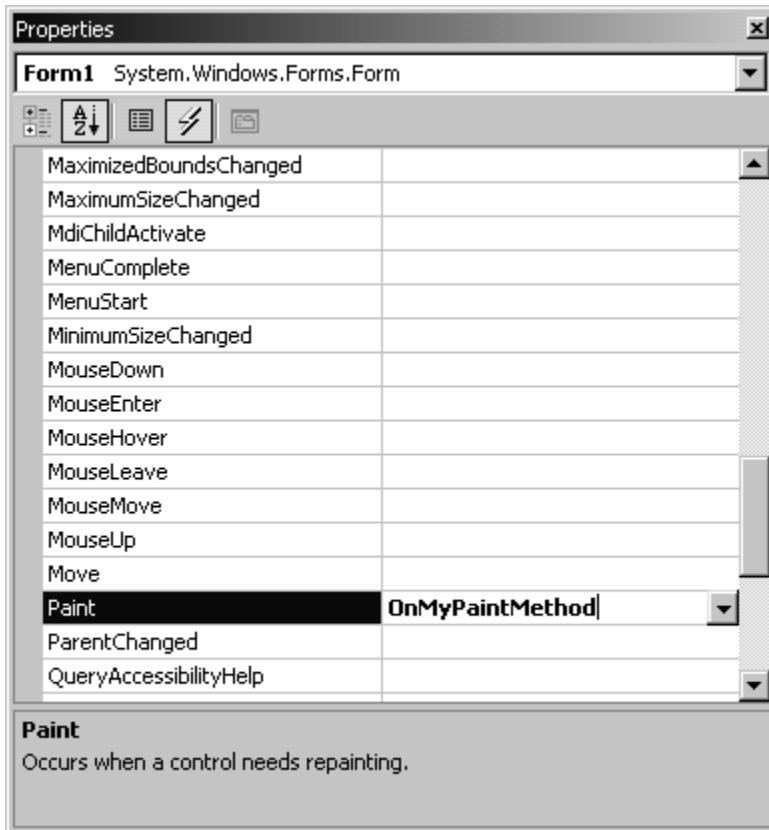 Properties
Form1 System.Windows.Forms.Form
A
Z
MaximizedBoundsChanged
MaximumSizeChanged
MdiChildActivate
MenuComplete
MenuStart
MinimumSizeChanged
MouseDown
MouseEnter
MouseHover
MouseLeave
MouseMove
MouseUp
Move
Paint OnMyPaintMethod
ParentChanged
QueryAccessibilityHelp
Paint
Occurs when a control needs repainting.